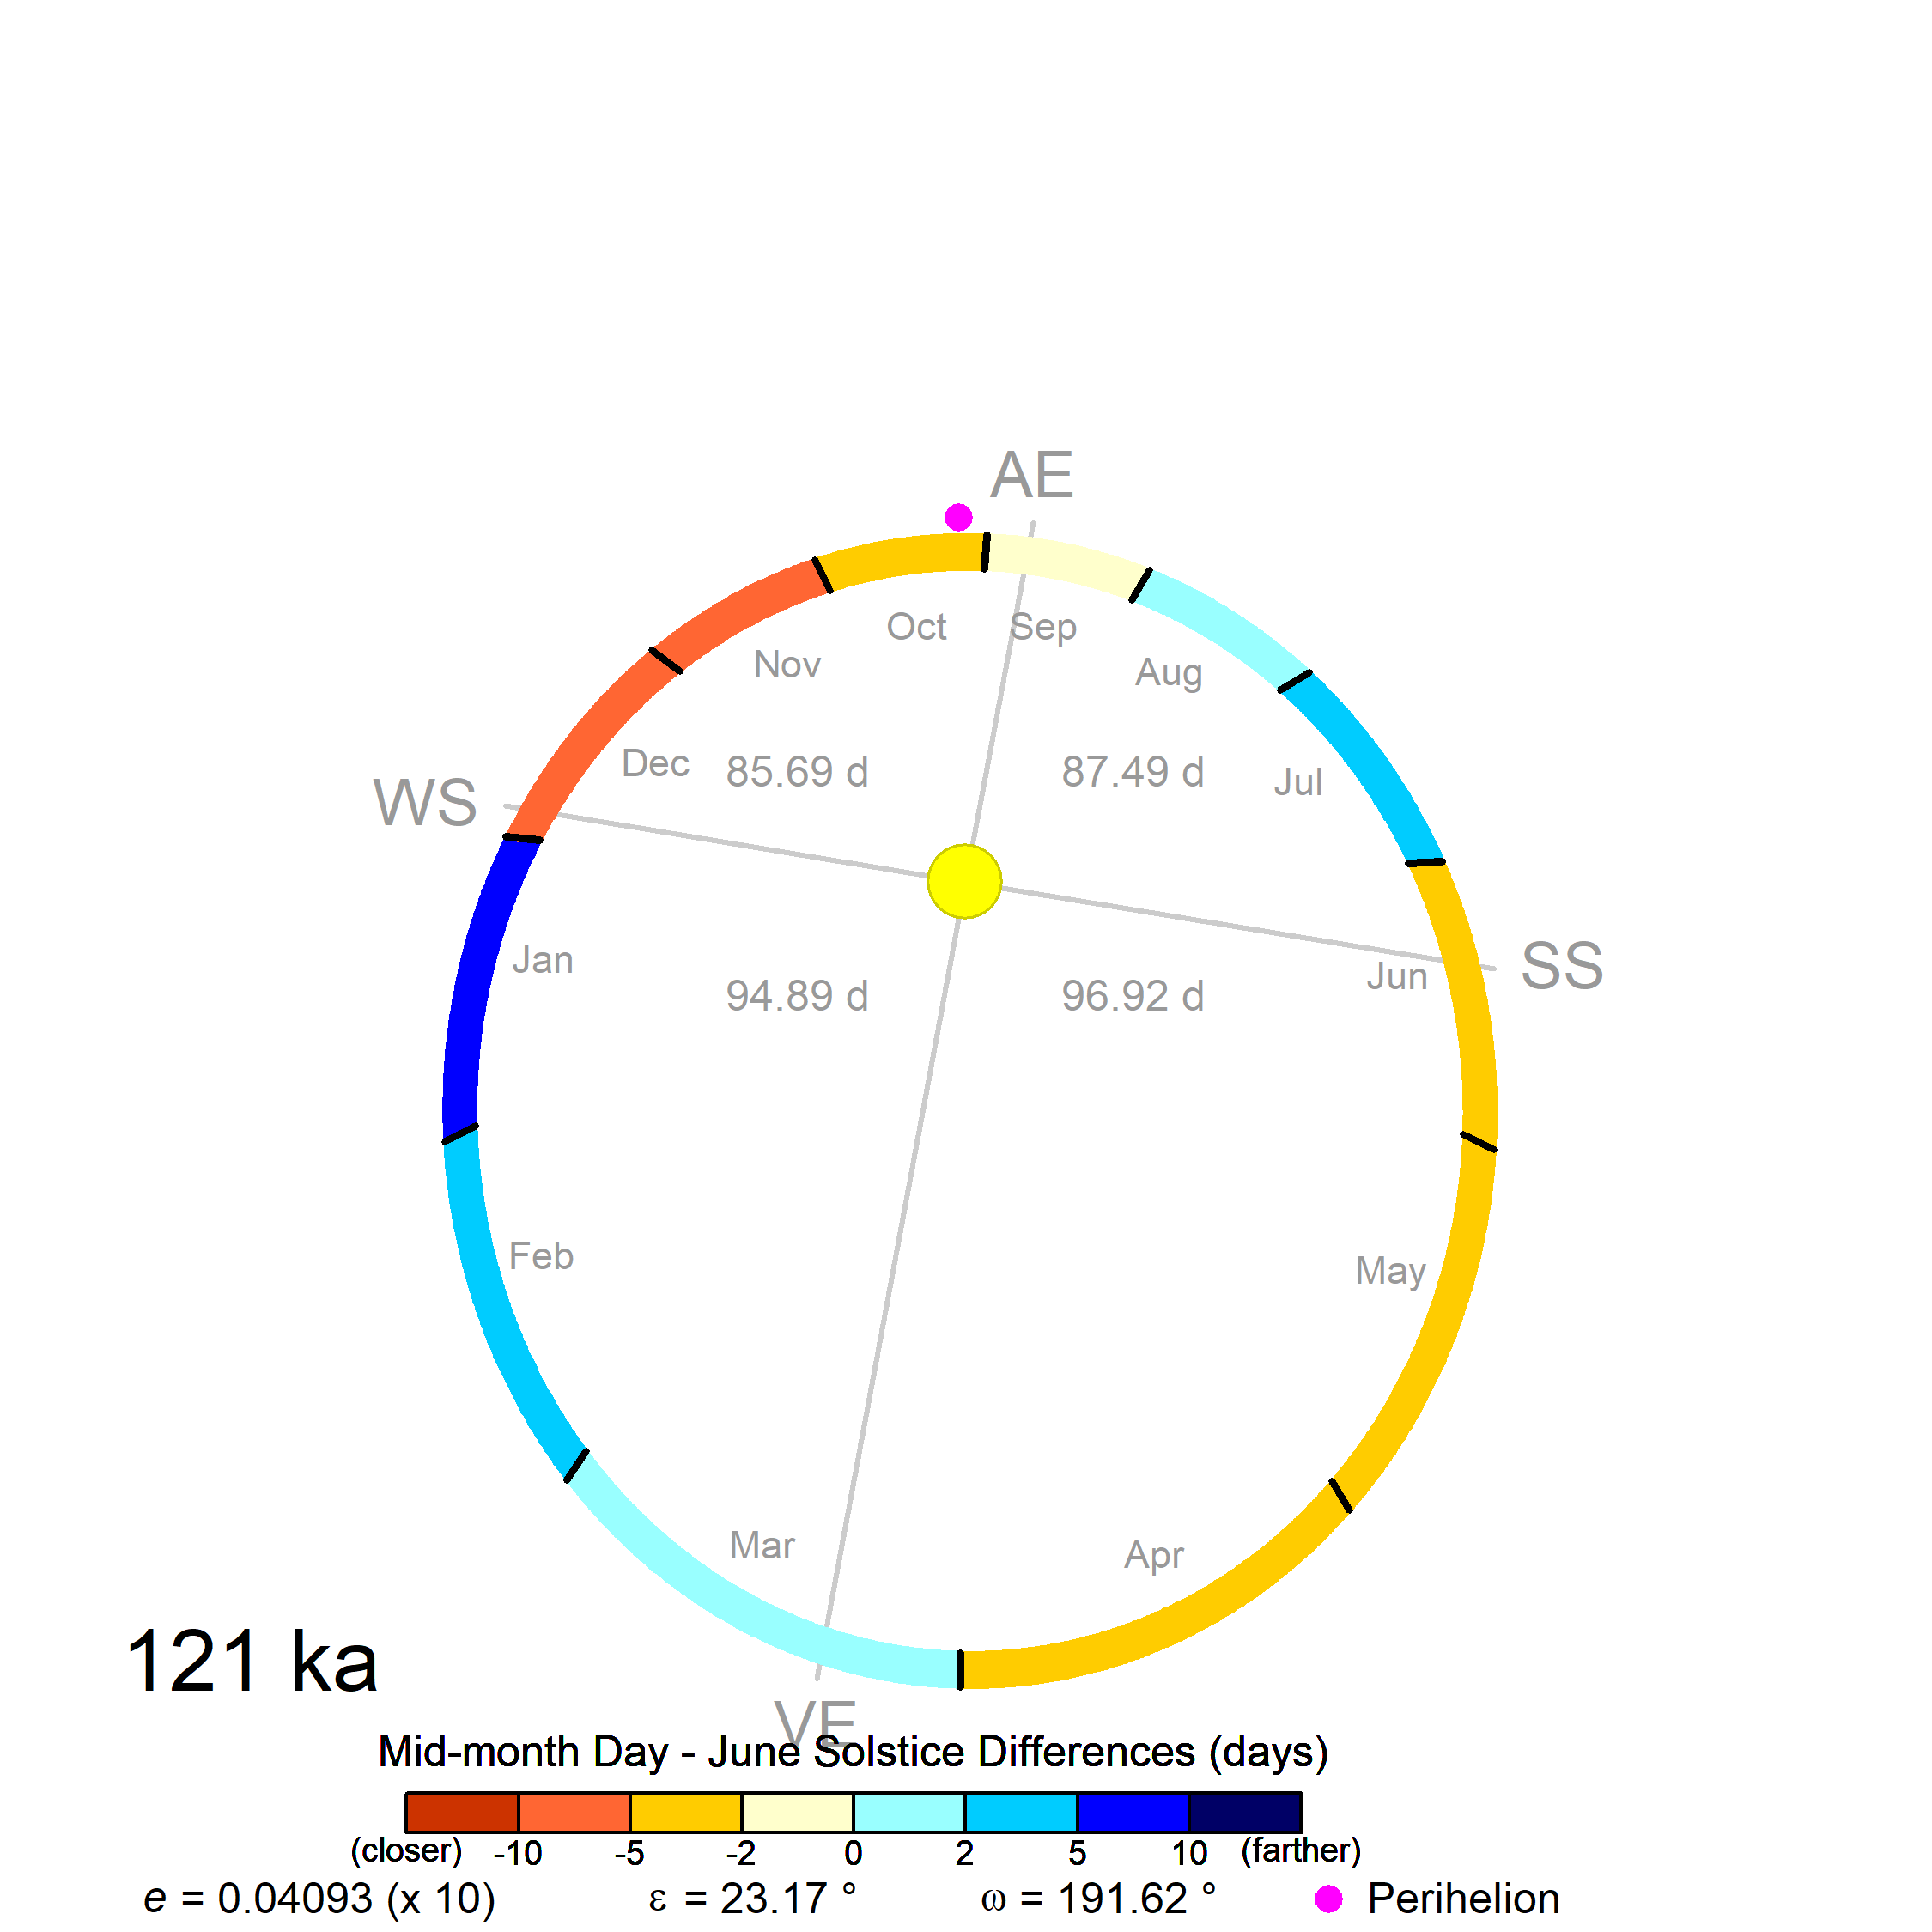 AE
Oct
Sep
Nov
Aug
Dec
85.69 d
87.49 d
Jul
WS
Jan
94.89 d
96.92 d
Jun
SS
Feb
May
Mar
Apr
121 ka
VE
Mid-month Day - June Solstice Differences (days)
(closer) -10 -5 -2 0 2 5 10 (farther)
e = 0.04093 (x 10) ε = 23.17 ° ω = 191.62 ° Perihelion